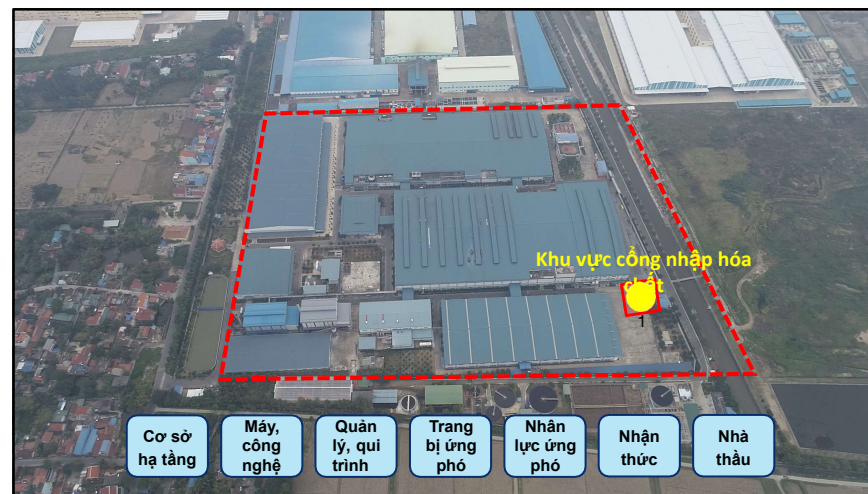 Khu vực cổng nhập hóa
chất
1
Cơ sở
hạ tầng
Máy,
công
nghệ
Quản
lý, qui
trình
Trang
bị ứng
phó
Nhân
lực ứng
phó
Nhận
thức
Nhà
thầu